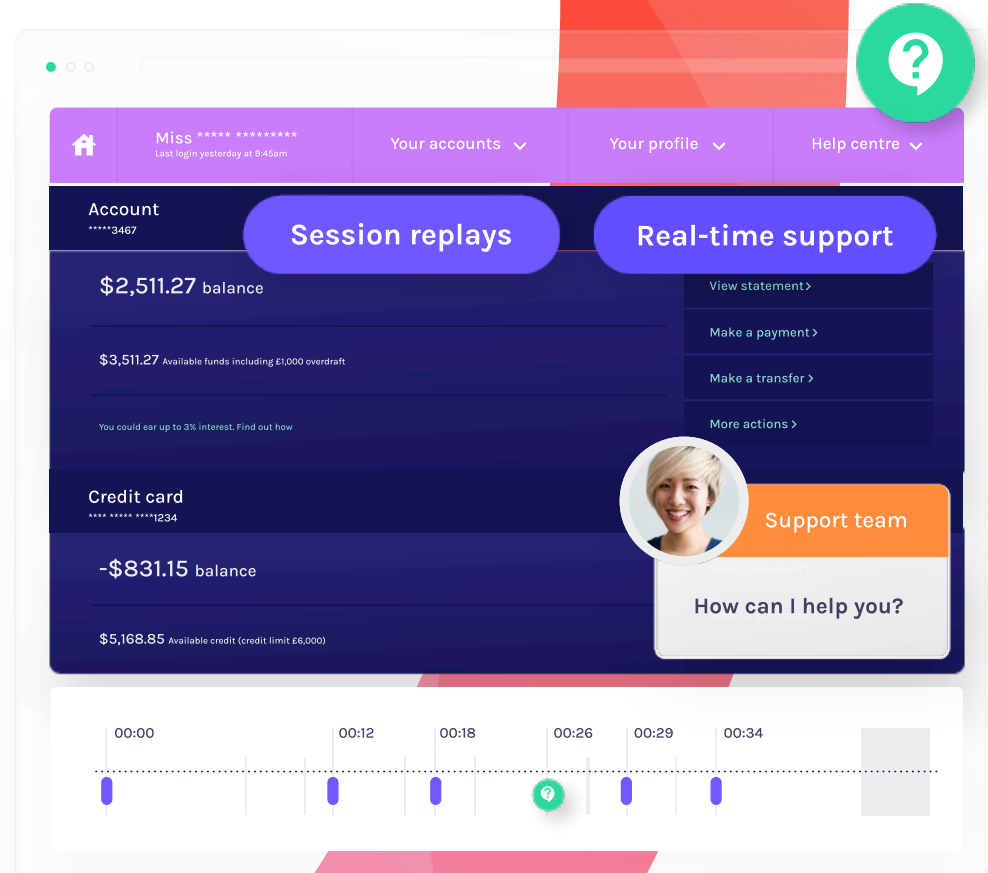 Miss ***** *********
Last login yesterday at 9:45am
Your accounts
Your profile
Help centre
Account
*****3467
Session replays
Real-time support
$2,511.27 balance
View statement>
Make a payment>
$3,511.27 Available funds including £1,000 overdraft
Make a transfer >
You could ear up to 3% interest. Find out how
More actions >
Credit card
**** ***** ****1234
Support team
-$831.15 balance
View statement>
How can I help you?
$5,168.85 Available credit (credit limit £6,000)
00:00
00:12
00:18
00:26
00:29
00:34